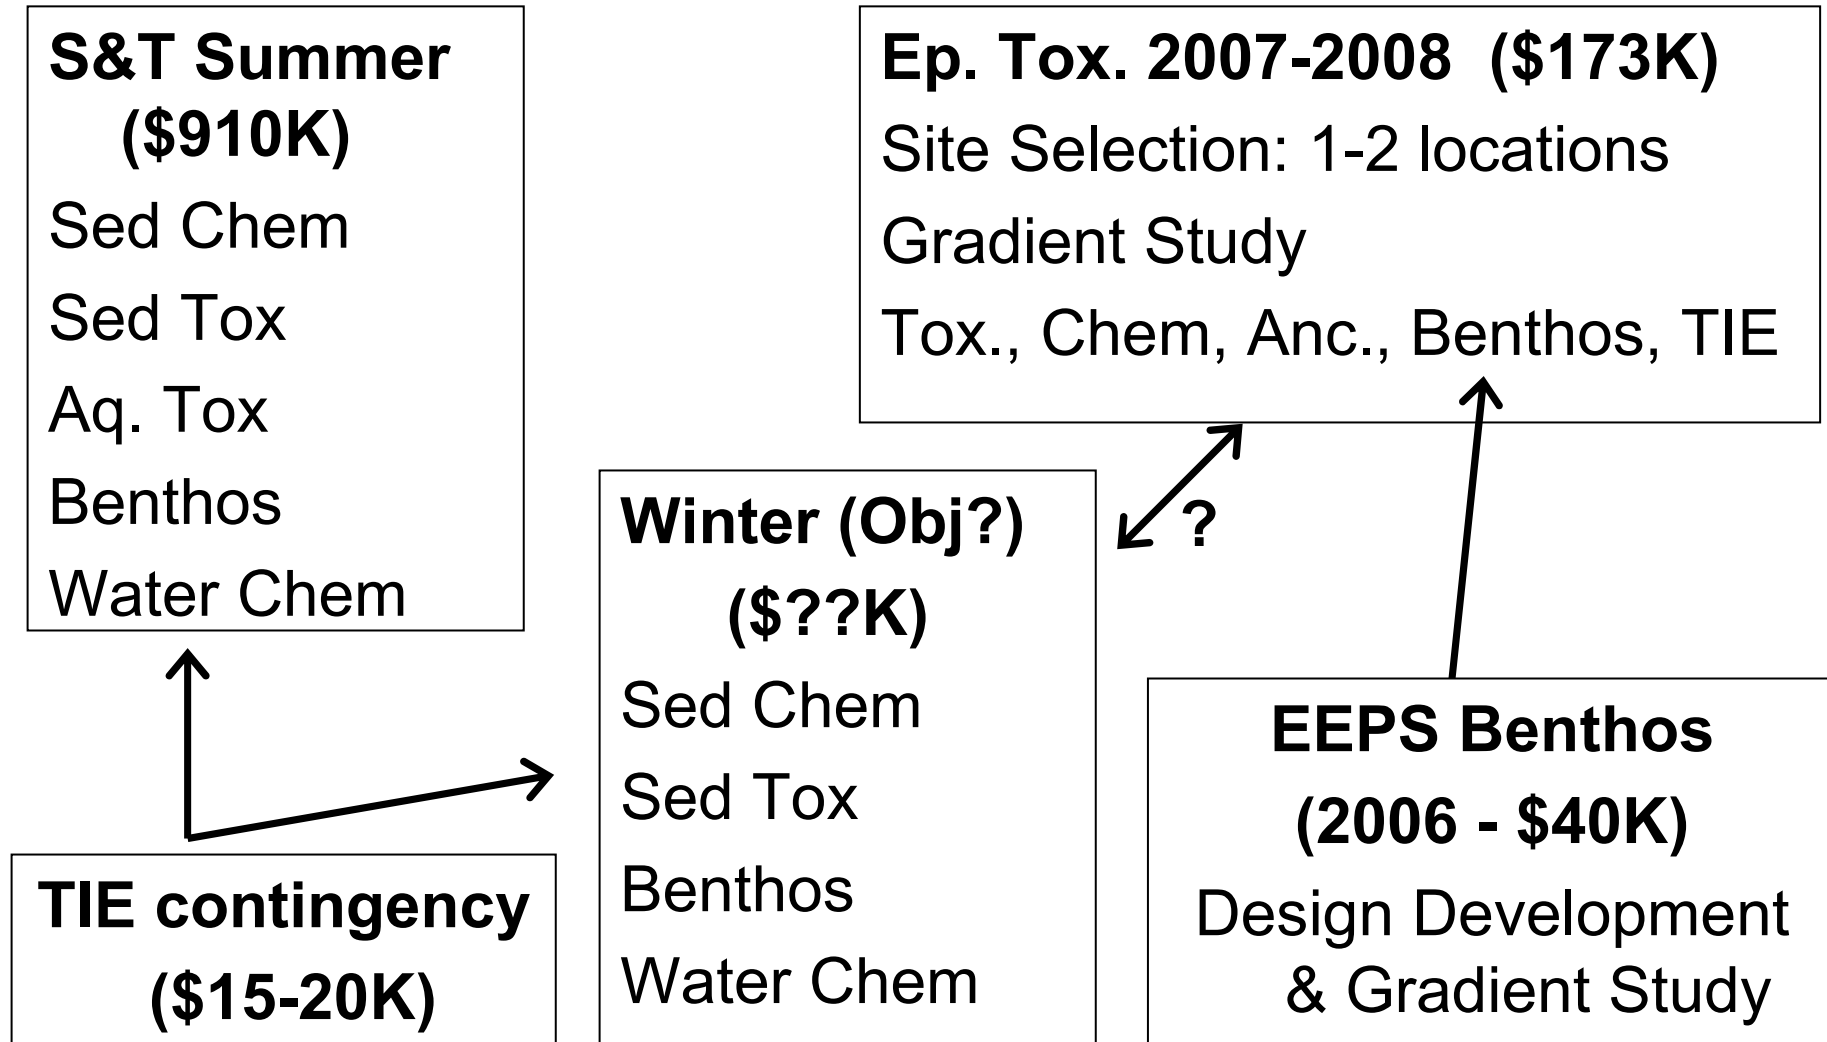 S&T Summer
($910K)
Sed Chem
Sed Tox
Aq. Tox
Benthos
Water Chem
Ep. Tox. 2007-2008 ($173K)
Site Selection: 1-2 locations
Gradient Study
Tox., Chem, Anc., Benthos, TIE
?
Winter (Obj?)
($??K)
Sed Chem
Sed Tox
Benthos
Water Chem
EEPS Benthos
(2006 - $40K)
Design Development
& Gradient Study
TIE contingency
($15-20K)